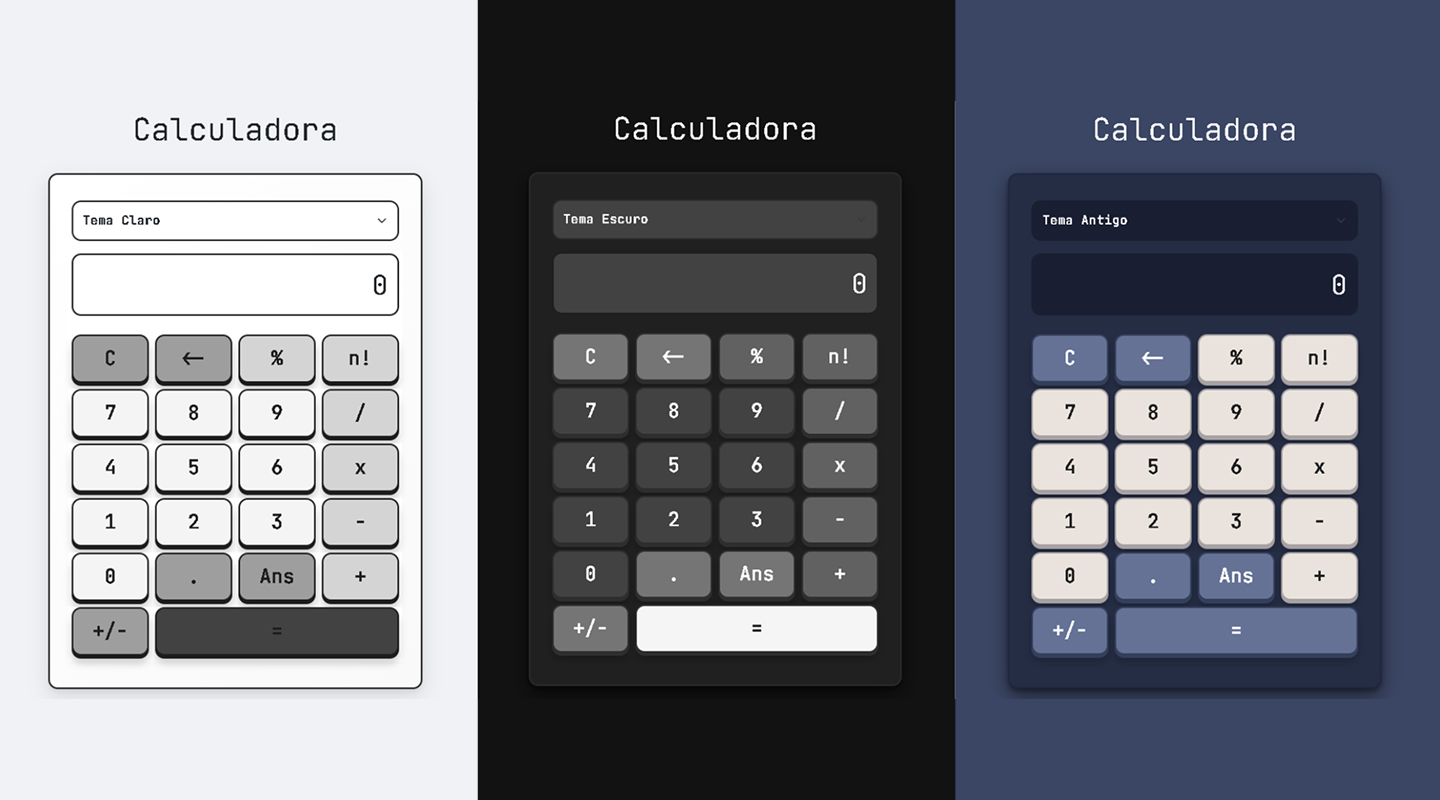 Calculadora
Tema Claro
0
C ← % n!
7 8 9 /
4 5 6 x
1 2 3 -
0 . Ans +
+/- =
Calculadora
Tema Escuro
0
C ← % n!
7 8 9 /
4 5 6 x
1 2 3 -
0 . Ans +
+/- =
Calculadora
Tema Antigo
0
C ← % n!
7 8 9 /
4 5 6 x
1 2 3 -
0 . Ans +
+/- =